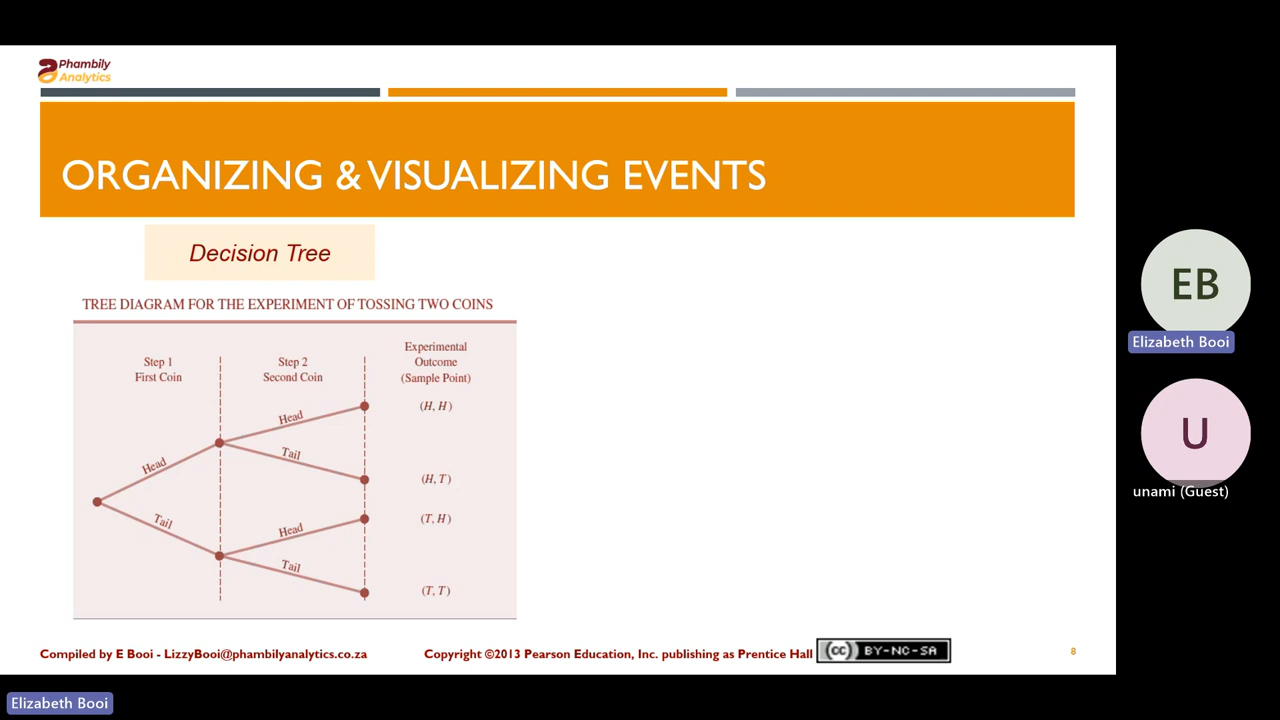 Phambily
Analytics
ORGANIZING & VISUALIZING EVENTS
Decision Tree
TREE DIAGRAM FOR THE EXPERIMENT OF TOSSING TWO COINS
Step 1
First Coin
Step 2
Second Coin
Experimental
Outcome
(Sample Point)
Head
Tail
Head
Tail
Head
Tail
(H, H)
(H, T)
(T, H)
(T, T)
Compiled by E Booi - LizzyBooi@phambilyanalytics.co.za
Copyright ©2013 Pearson Education, Inc. publishing as Prentice Hall
(cc) BY-NC-SA
8
EB
Elizabeth Booi
U
unami (Guest)
Elizabeth Booi